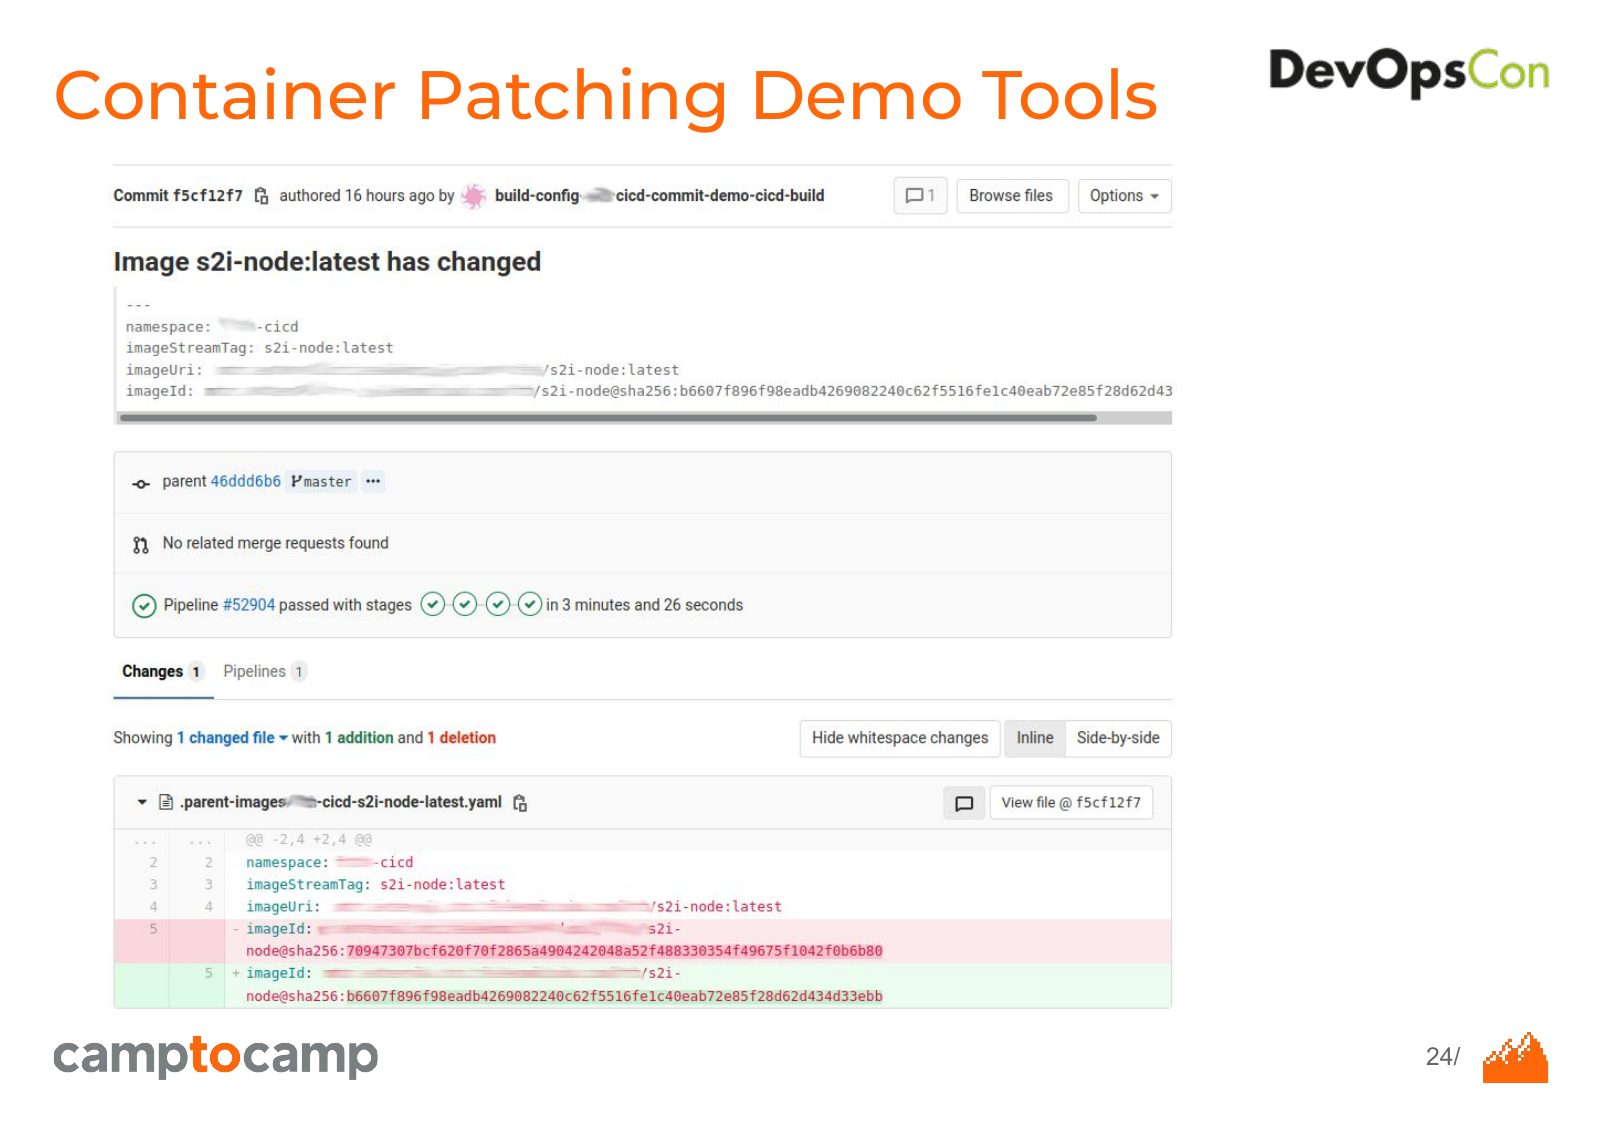 Container Patching Demo Tools
DevOpsCon
Commit f5cf12f7 authored 16 hours ago by build-config- cicd-commit-demo-cicd-build 1 Browse files Options
Image s2i-node:latest has changed
---
namespace: -cicd
imageStreamTag: s2i-node:latest
imageUri: /s2i-node:latest
imageId: /s2i-node@sha256:b6607f896f98eadb4269082240c62f5516fe1c40eab72e85f28d62d43
parent 46ddd6b6 master ...
No related merge requests found
Pipeline #52904 passed with stages in 3 minutes and 26 seconds
Changes 1 Pipelines 1
Showing 1 changed file with 1 addition and 1 deletion Hide whitespace changes Inline Side-by-side
.parent-images -cicd-s2i-node-latest.yaml View file @ f5cf12f7
... ... @@ -2,4 +2,4 @@
2 2 namespace: -cicd
3 3 imageStreamTag: s2i-node:latest
4 4 imageUri: /s2i-node:latest
5 - imageId: s2i-
node@sha256:70947307bcf620f70f2865a4904242048a52f488330354f49675f1042f0b6b80
5 + imageId: /s2i-
node@sha256:b6607f896f98eadb4269082240c62f5516fe1c40eab72e85f28d62d434d33ebb
camptocamp
24/